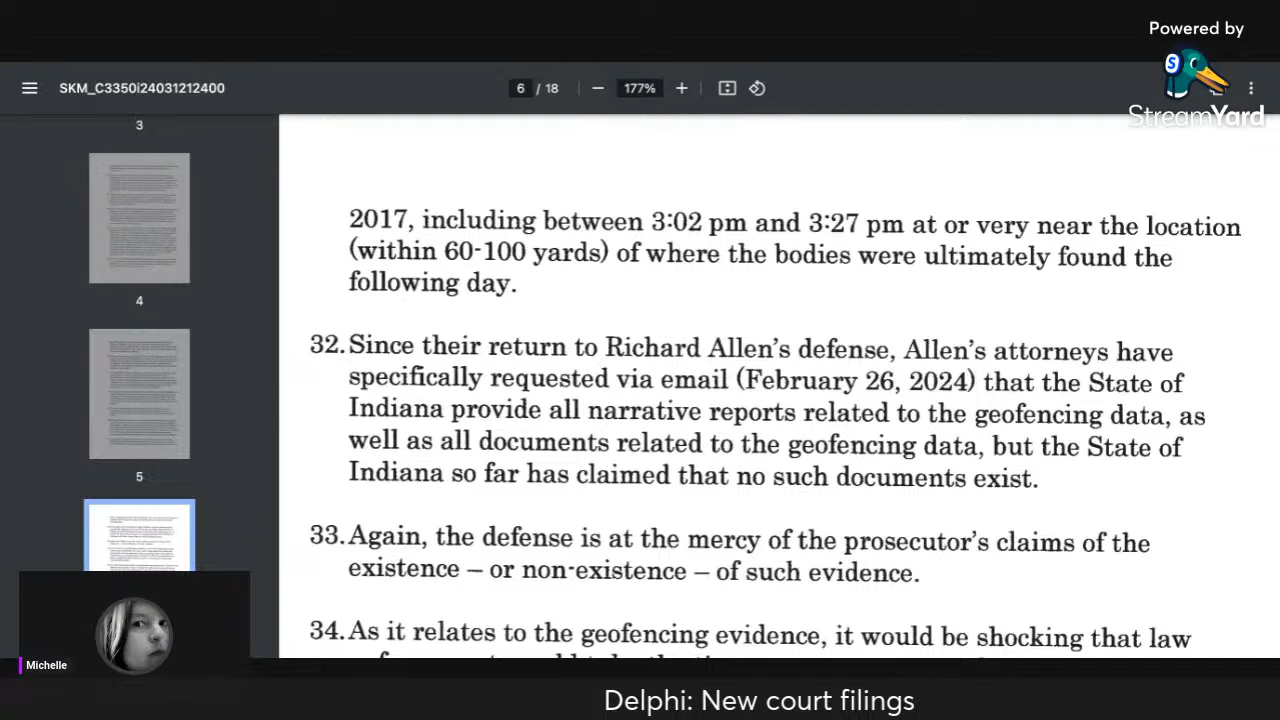 Powered by
StreamYard
SKM_C3350i24031212400
6 / 18
177%
3
4
5
2017, including between 3:02 pm and 3:27 pm at or very near the location
(within 60-100 yards) of where the bodies were ultimately found the
following day.
32. Since their return to Richard Allen's defense, Allen's attorneys have
specifically requested via email (February 26, 2024) that the State of
Indiana provide all narrative reports related to the geofencing data, as
well as all documents related to the geofencing data, but the State of
Indiana so far has claimed that no such documents exist.
33. Again, the defense is at the mercy of the prosecutor's claims of the
existence – or non-existence – of such evidence.
34. As it relates to the geofencing evidence, it would be shocking that law
Michelle
Delphi: New court filings